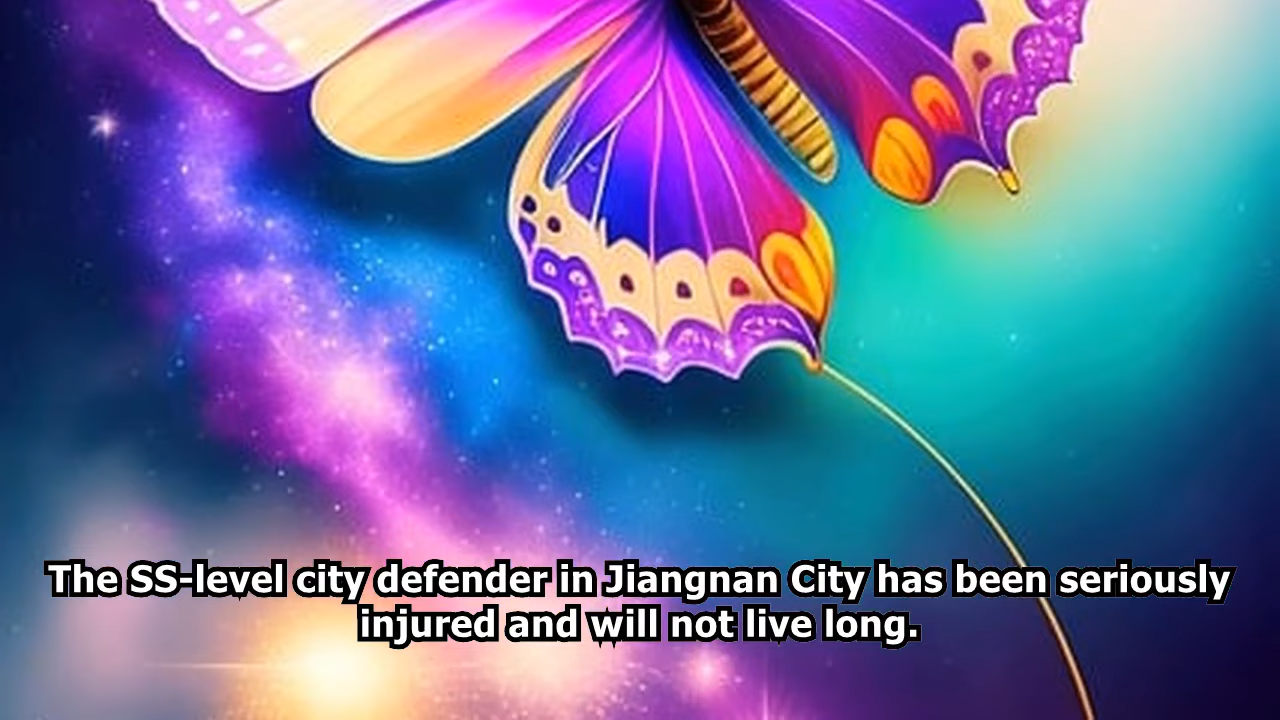 The SS-level city defender in Jiangnan City has been seriously
injured and will not live long.